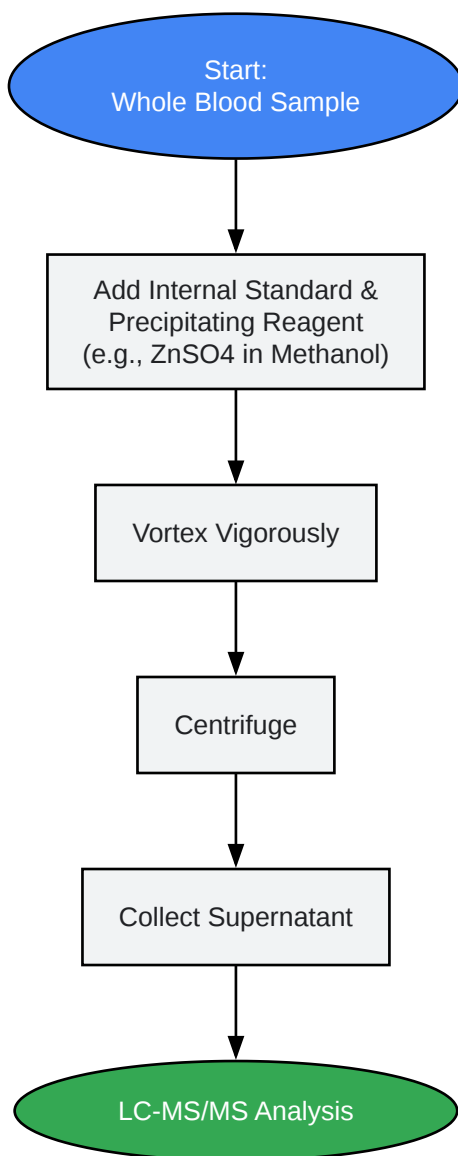 Start:
Whole Blood Sample
Add Internal Standard &
Precipitating Reagent
(e.g., ZnSO4 in Methanol)
Vortex Vigorously
Centrifuge
Collect Supernatant
LC-MS/MS Analysis